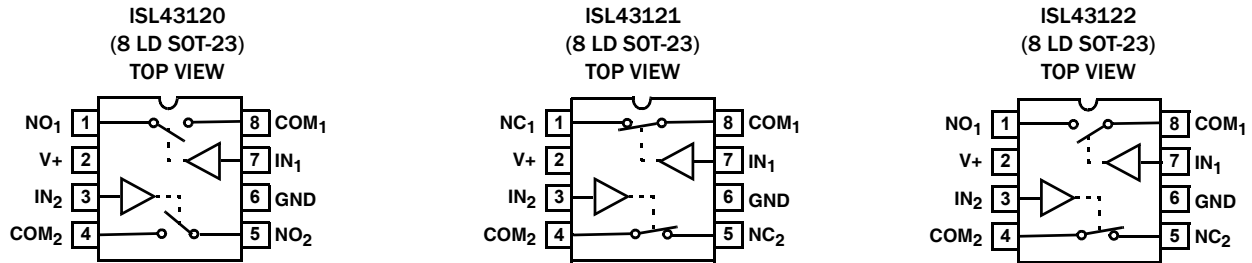 ISL43120
(8 LD SOT-23)
TOP VIEW
NO1 1 8 COM1
V+ 2 7 IN1
IN2 3 6 GND
COM2 4 5 NO2
ISL43121
(8 LD SOT-23)
TOP VIEW
NC1 1 8 COM1
V+ 2 7 IN1
IN2 3 6 GND
COM2 4 5 NC2
ISL43122
(8 LD SOT-23)
TOP VIEW
NO1 1 8 COM1
V+ 2 7 IN1
IN2 3 6 GND
COM2 4 5 NC2